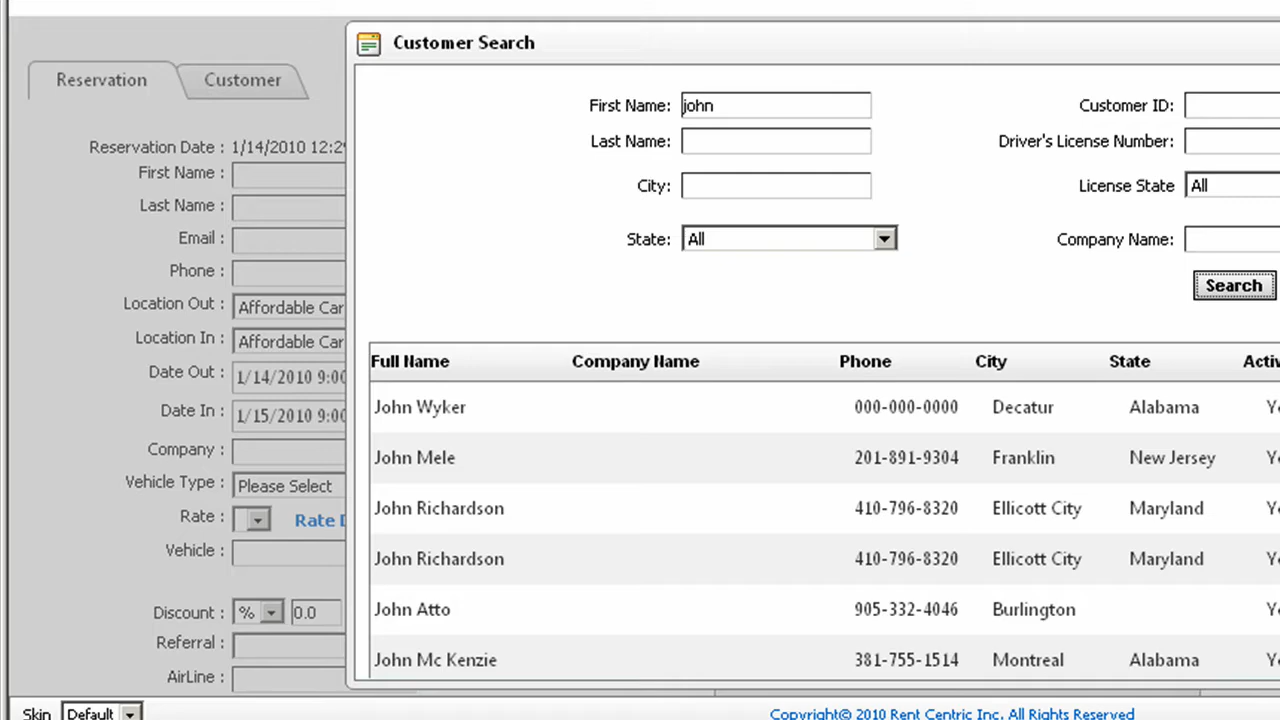 Customer Search
Reservation
Customer
Reservation Date : 1/14/2010 12:29
First Name :
Last Name :
Email :
Phone :
Location Out : Affordable Car
Location In : Affordable Car
Date Out : 1/14/2010 9:00
Date In : 1/15/2010 9:00
Company :
Vehicle Type : Please Select
Rate : Rate
Vehicle :
Discount : % 0.0
Referral :
AirLine :
First Name: john
Customer ID:
Last Name:
Driver's License Number:
City:
License State All
State: All
Company Name:
Search
Full Name Company Name Phone City State
John Wyker 000-000-0000 Decatur Alabama
John Mele 201-891-9304 Franklin New Jersey
John Richardson 410-796-8320 Ellicott City Maryland
John Richardson 410-796-8320 Ellicott City Maryland
John Atto 905-332-4046 Burlington
John Mc Kenzie 381-755-1514 Montreal Alabama
Skin Default
Copyright© 2010 Rent Centric Inc. All Rights Reserved